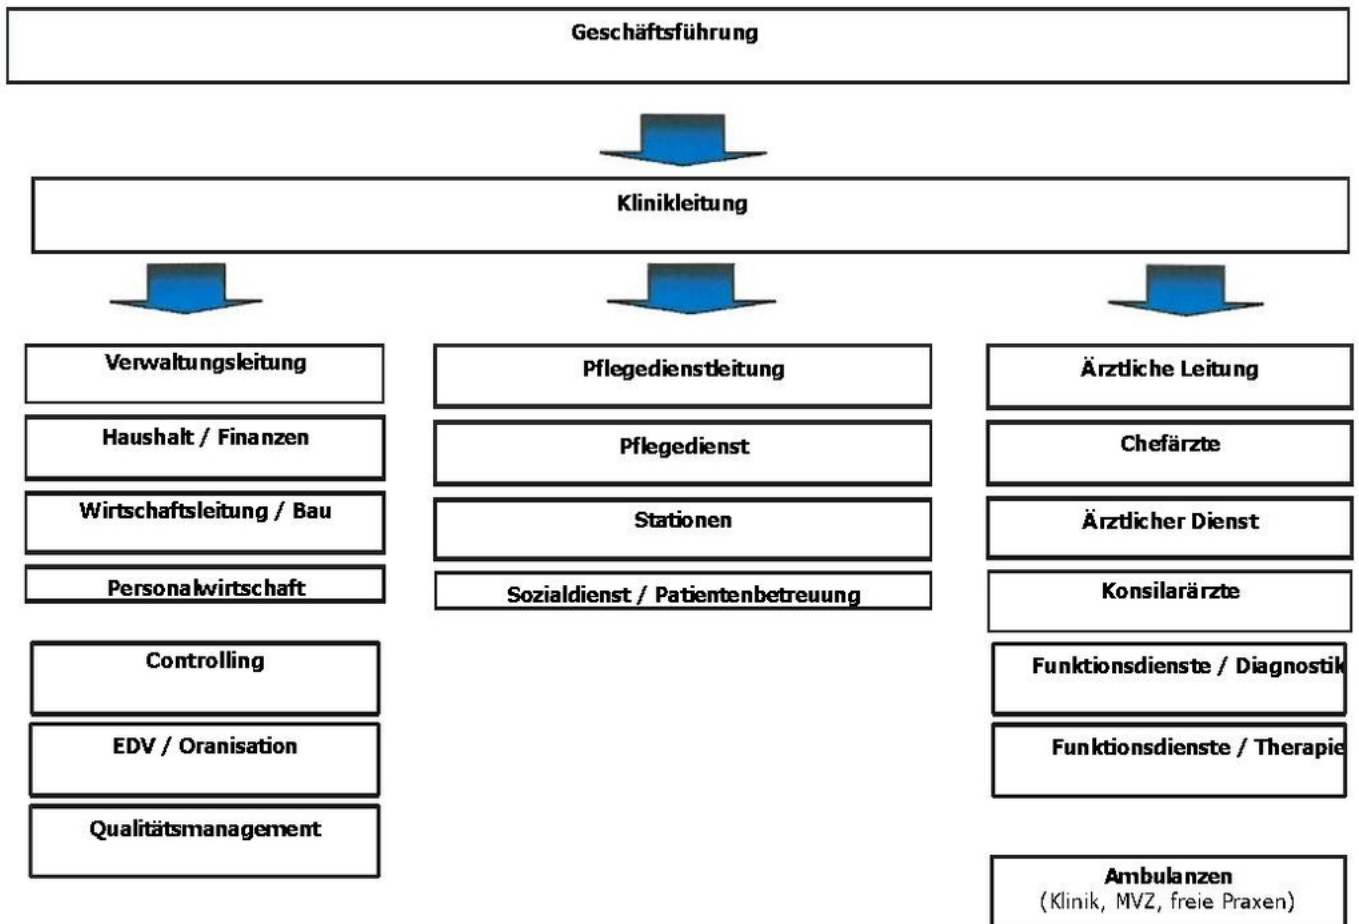 Geschäftsführung
Klinikleitung
Verwaltungsleitung
Haushalt / Finanzen
Wirtschaftsleitung / Bau
Personalwirtschaft
Controlling
EDV / Oranisation
Qualitätsmanagement
Pflegedienstleitung
Pflegedienst
Stationen
Sozialdienst / Patientenbetreuung
Ärztliche Leitung
Chefärzte
Ärztlicher Dienst
Konsilarärzte
Funktionsdienste / Diagnostik
Funktionsdienste / Therapie
Ambulanzen
(Klinik, MVZ, freie Praxen)